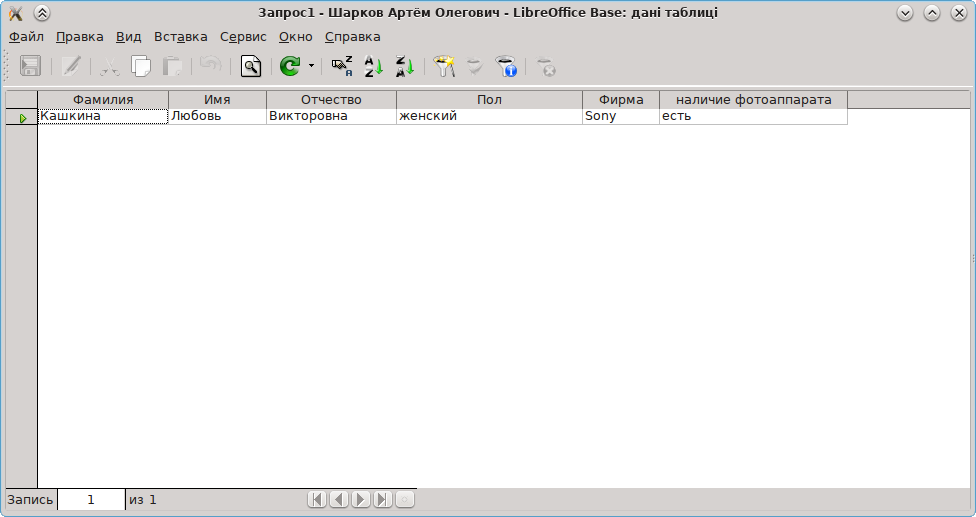 Запрос1 - Шарков Артём Олегович - LibreOffice Base: дані таблиці
Файл Правка Вид Вставка Сервис Окно Справка
Фамилия Имя Отчество Пол Фирма наличие фотоаппарата
Кашкина Любовь Викторовна женский Sony есть
Запись 1 из 1